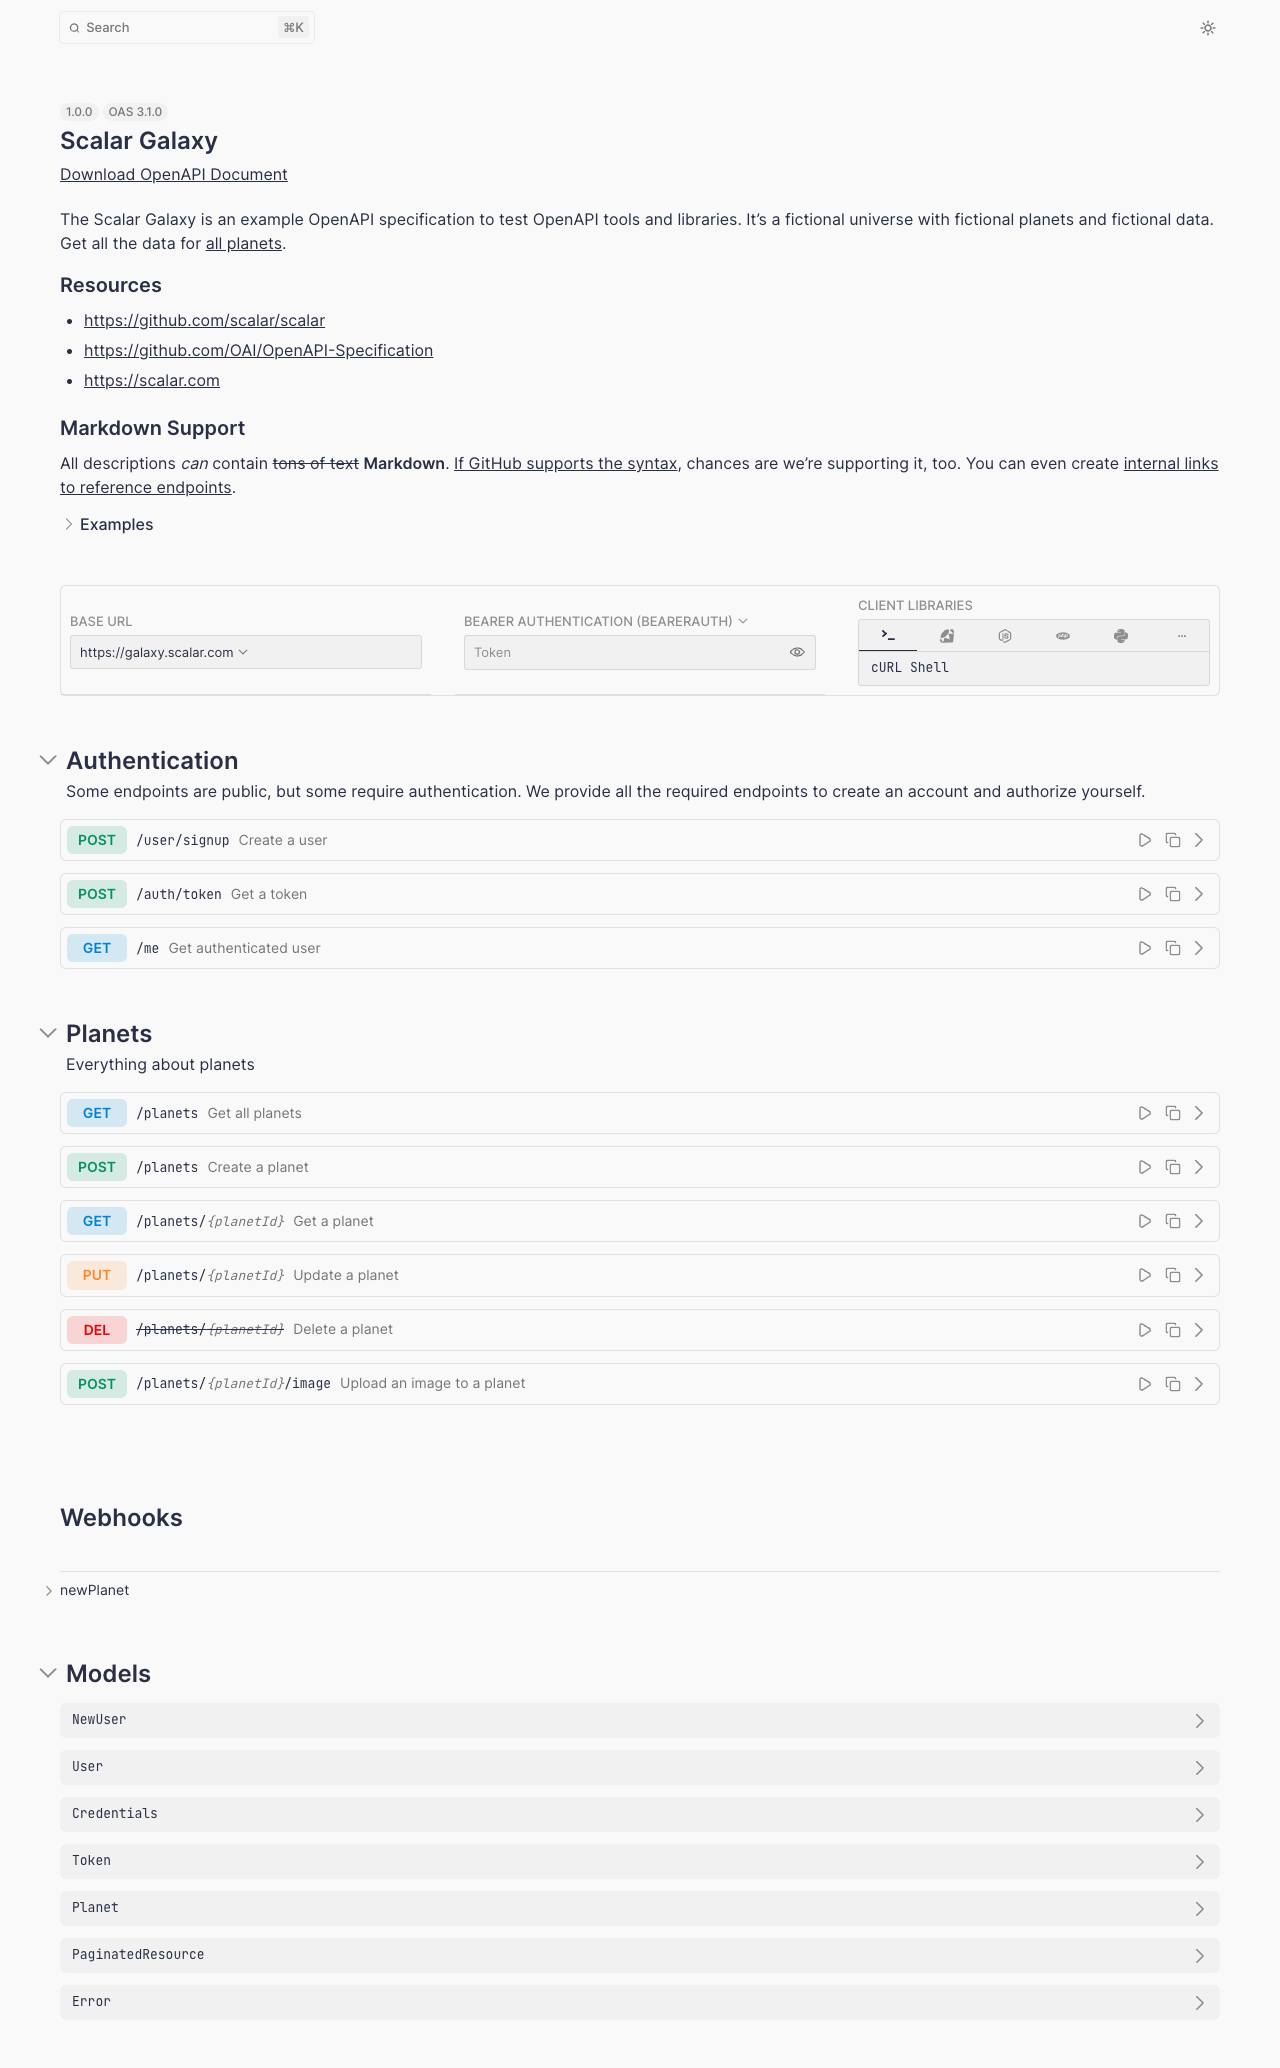 Search ⌘K
1.0.0 OAS 3.1.0
Scalar Galaxy
Download OpenAPI Document
The Scalar Galaxy is an example OpenAPI specification to test OpenAPI tools and libraries. It’s a fictional universe with fictional planets and fictional data.
Get all the data for all planets.
Resources
• https://github.com/scalar/scalar
• https://github.com/OAI/OpenAPI-Specification
• https://scalar.com
Markdown Support
All descriptions can contain tons of text Markdown. If GitHub supports the syntax, chances are we’re supporting it, too. You can even create internal links
to reference endpoints.
Examples
BASE URL
https://galaxy.scalar.com
BEARER AUTHENTICATION (BEARERAUTH)
Token
CLIENT LIBRARIES
cURL Shell
Authentication
Some endpoints are public, but some require authentication. We provide all the required endpoints to create an account and authorize yourself.
POST /user/signup Create a user
POST /auth/token Get a token
GET /me Get authenticated user
Planets
Everything about planets
GET /planets Get all planets
POST /planets Create a planet
GET /planets/{planetId} Get a planet
PUT /planets/{planetId} Update a planet
DEL /planets/{planetId} Delete a planet
POST /planets/{planetId}/image Upload an image to a planet
Webhooks
newPlanet
Models
NewUser
User
Credentials
Token
Planet
PaginatedResource
Error